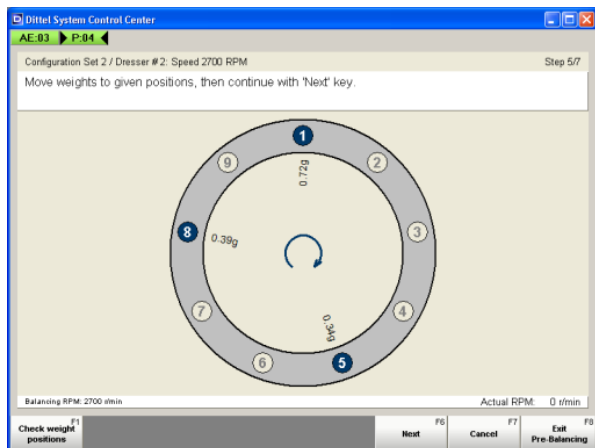 Dittel System Control Center
AE:03 P:04
Configuration Set 2 / Dresser # 2: Speed 2700 RPM Step 5/7
Move weights to given positions, then continue with 'Next' key.
1
9 2
0.72g
8 3
0.39g
7 4
0.34g
6 5
Balancing RPM: 2700 r/min Actual RPM: 0 r/min
F1 F6 F7 F8
Check weight positions Next Cancel Exit Pre-Balancing